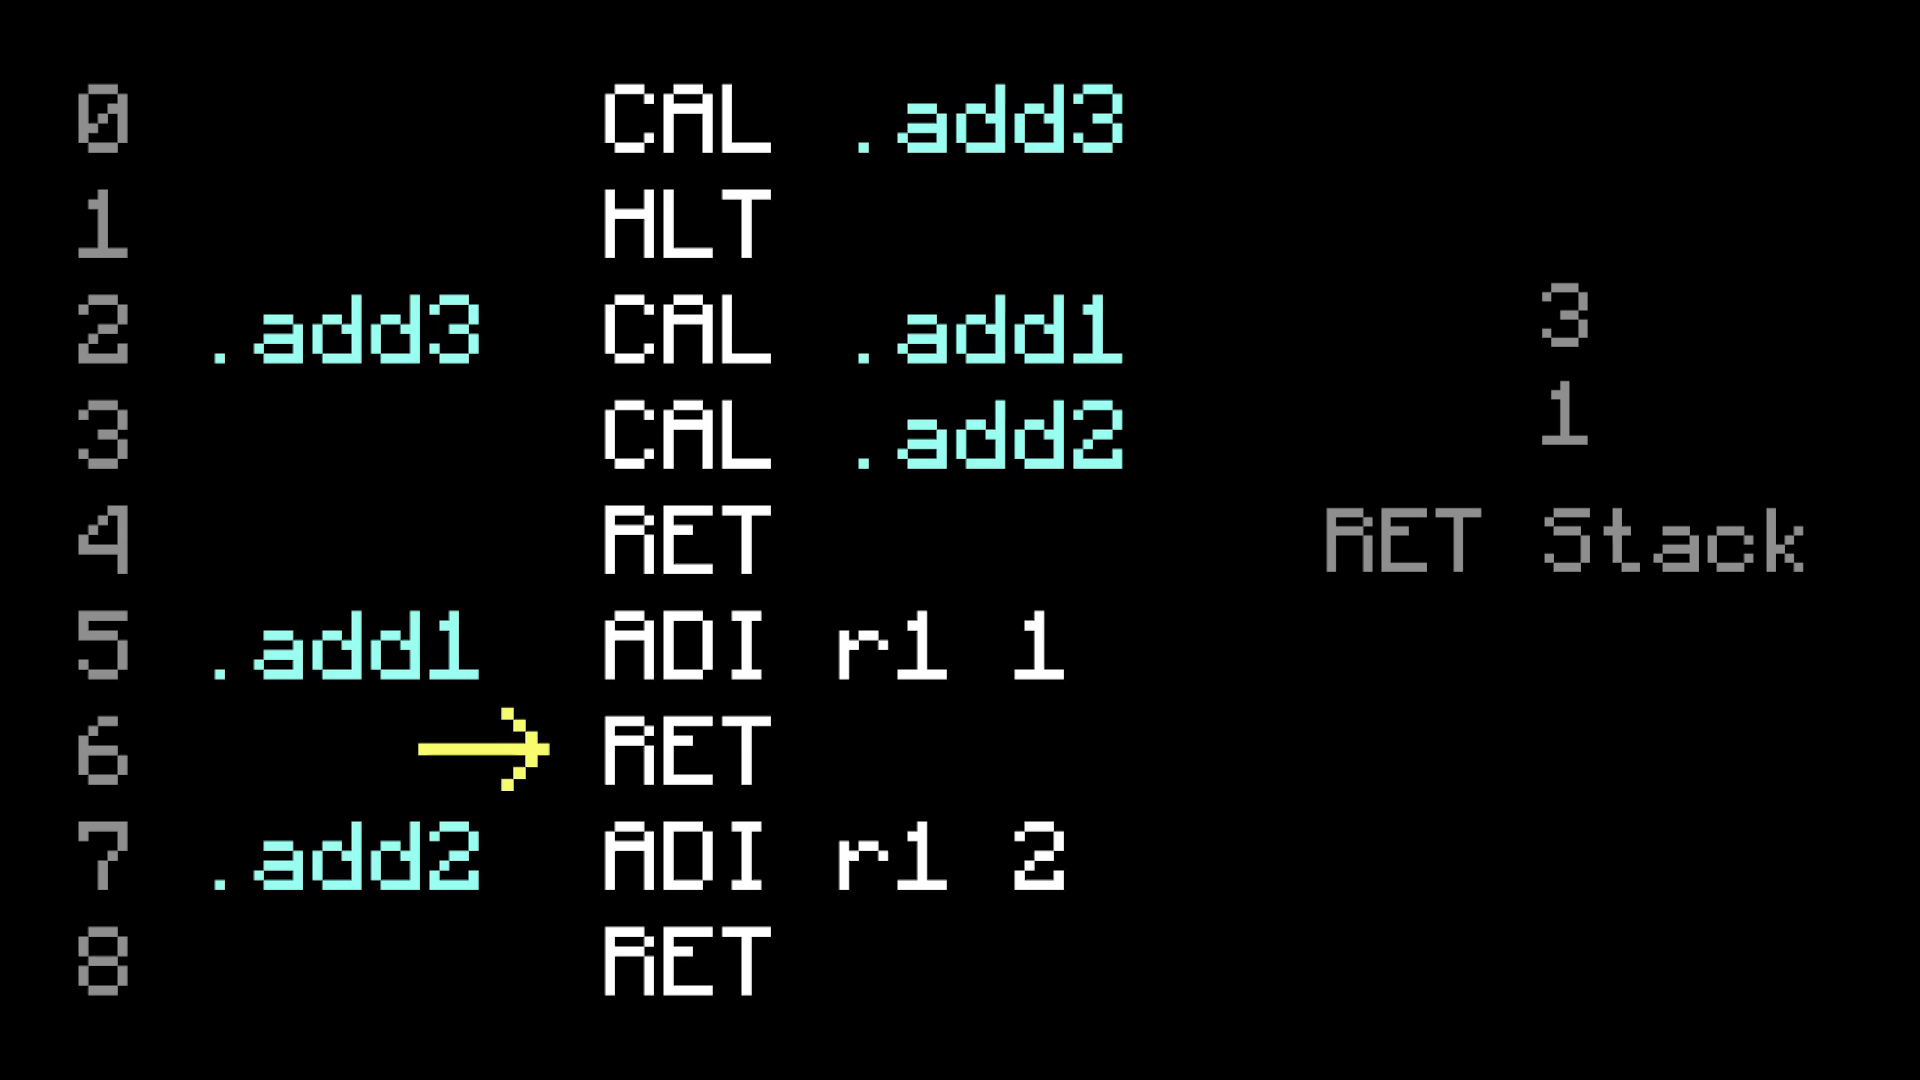 0 CAL .add3
1 HLT
2 .add3 CAL .add1
3 CAL .add2
4 RET
5 .add1 ADI r1 1
6 RET
7 .add2 ADI r1 2
8 RET
3
1
RET Stack